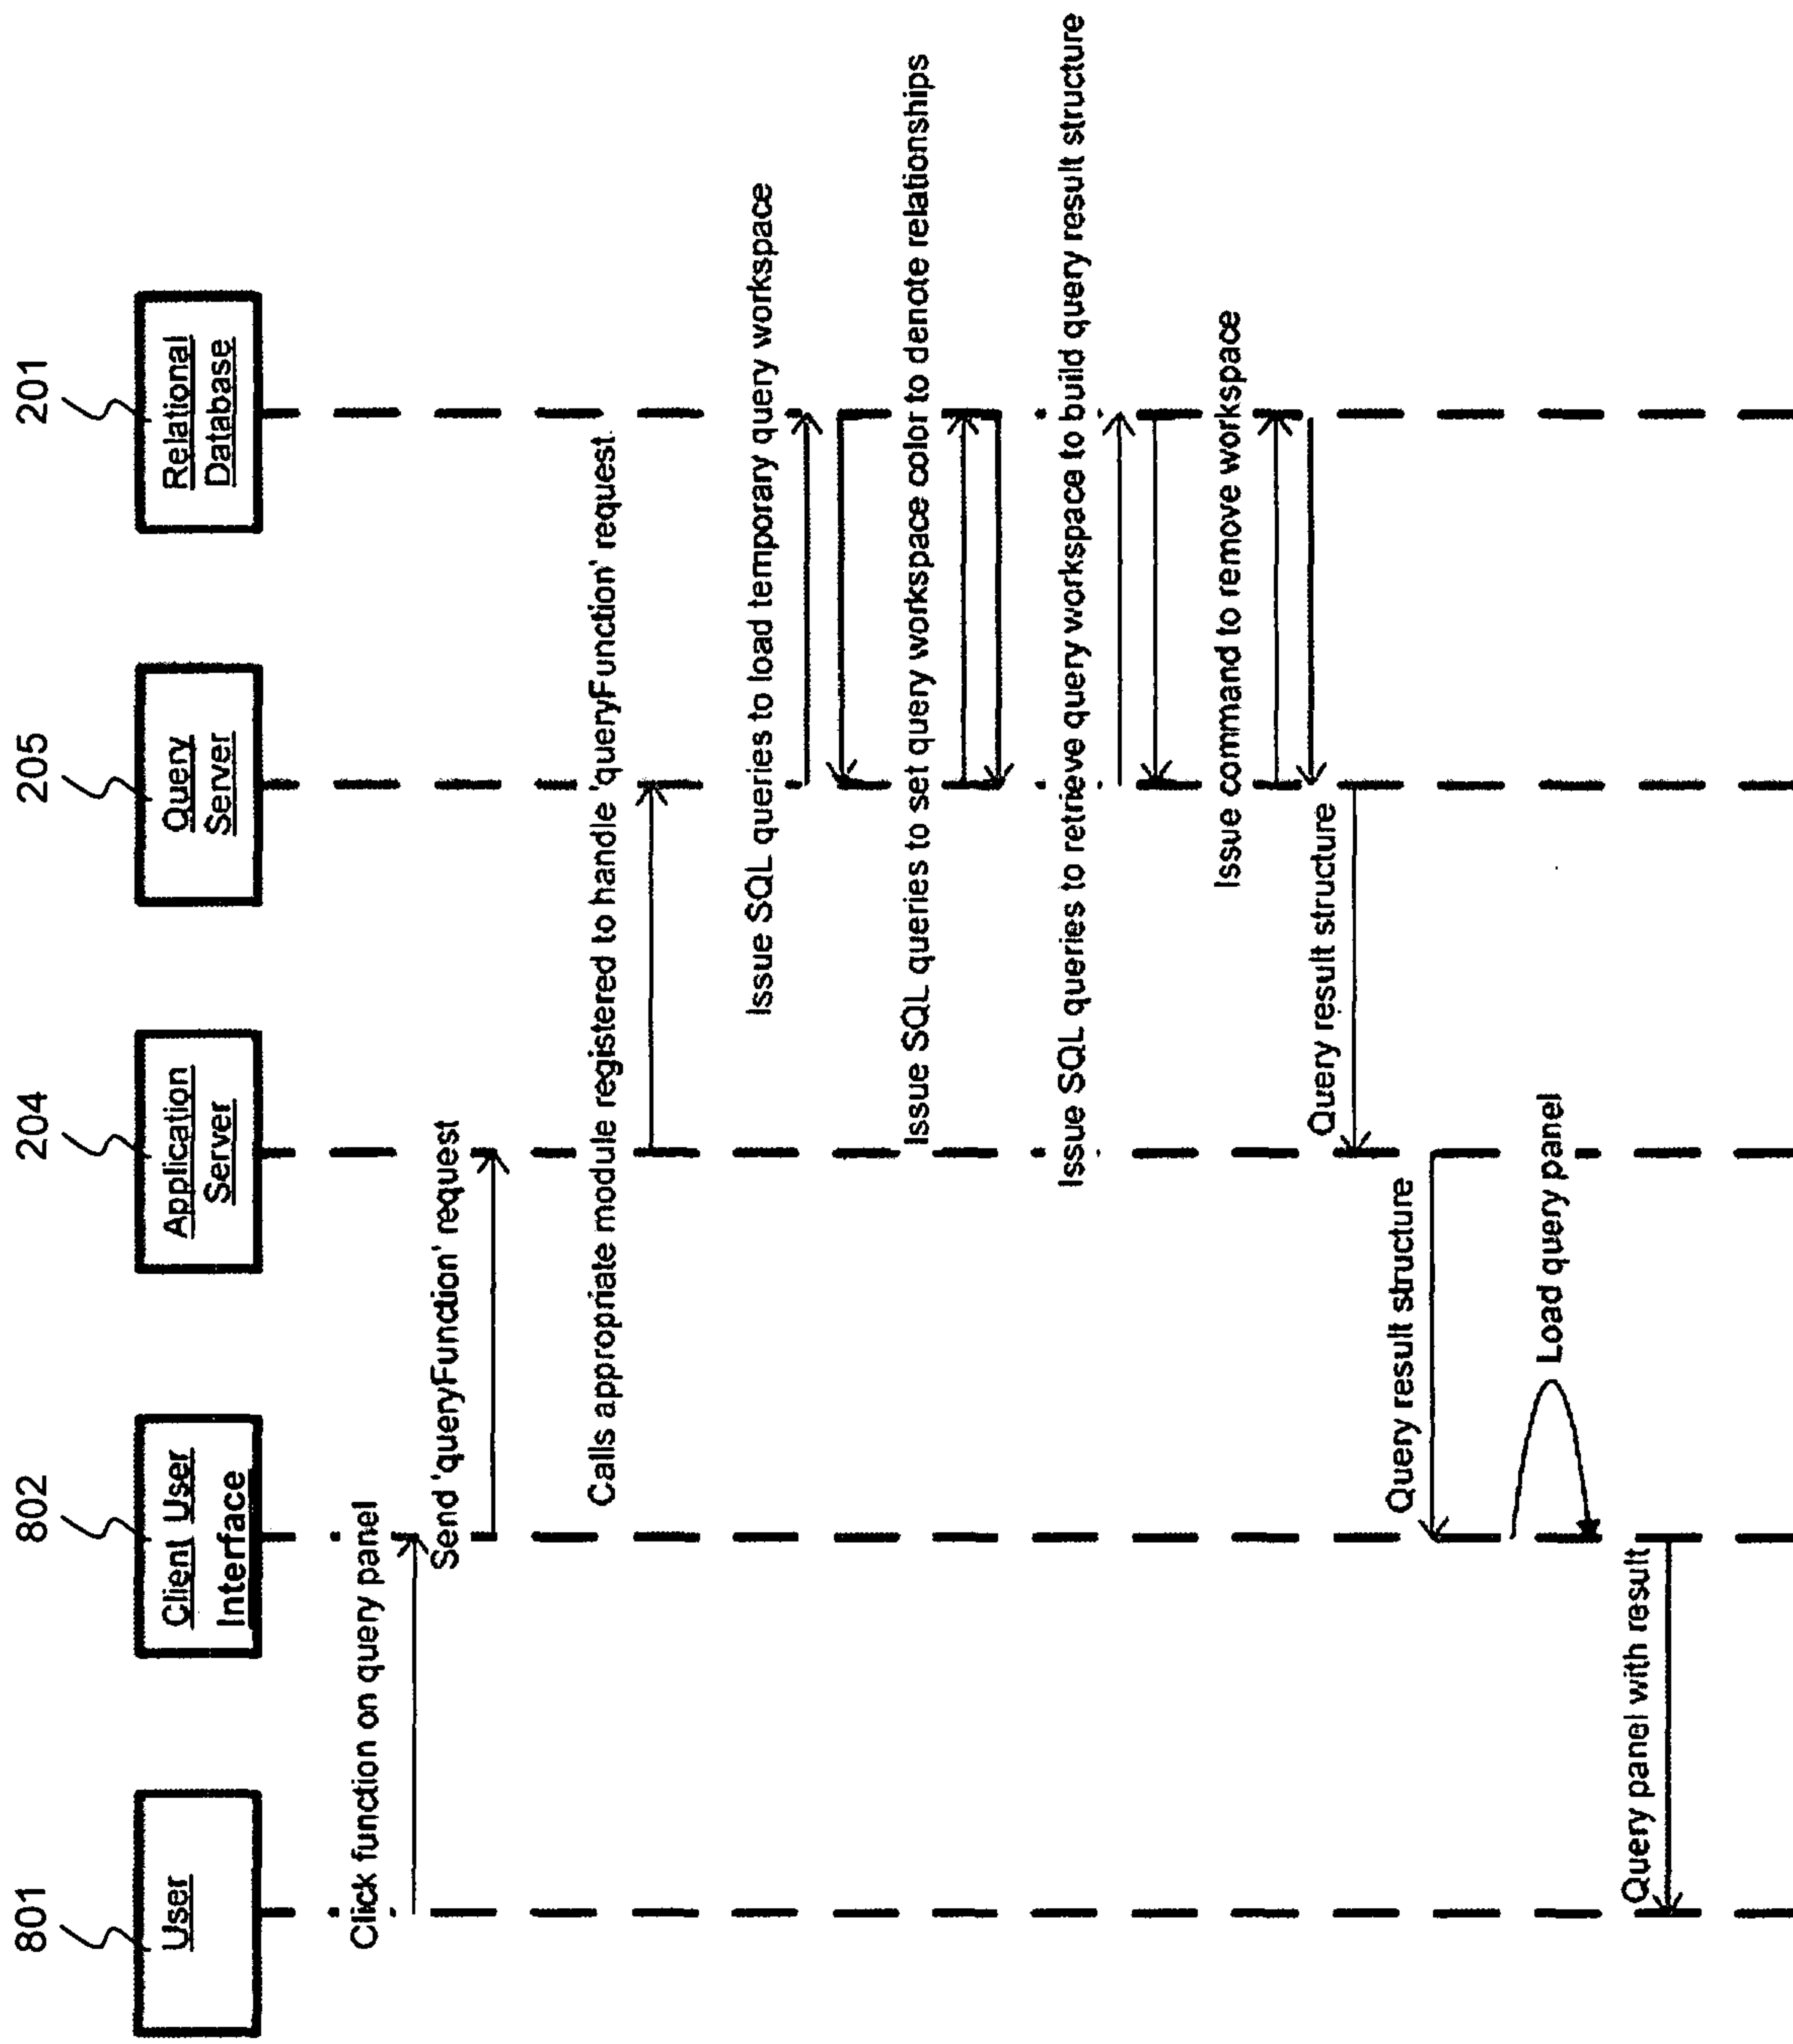 801
802
204
205
201
User
Client User
Interface
Application
Server
Query
Server
Relational
Database
Click function on query panel
Send 'queryFunction' request
Calls appropriate module registered to handle 'queryFunction' request
Issue SQL queries to load temporary query workspace
Issue SQL queries to set query workspace color to denote relationships
Issue SQL queries to retrieve query workspace to build query result structure
Issue command to remove workspace
Query result structure
Query result structure
Load query panel
Query panel with result